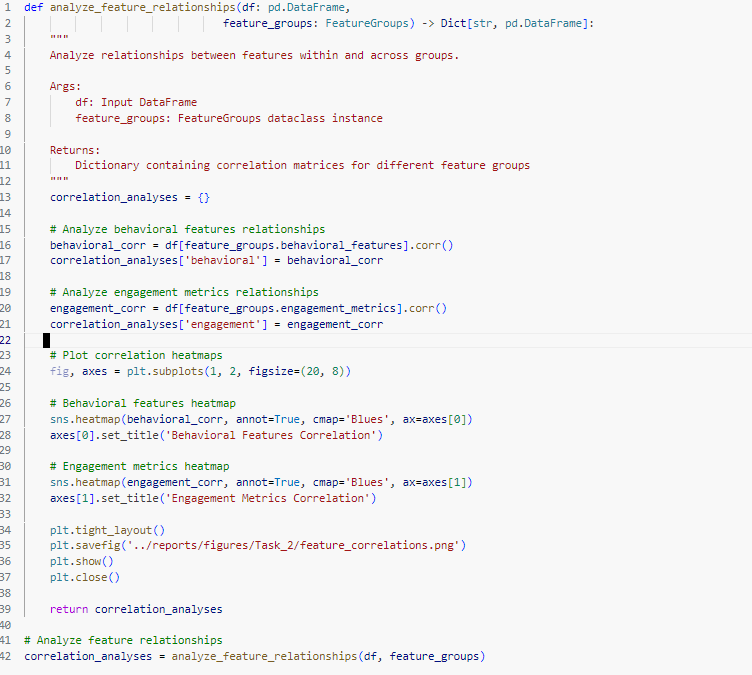 1 def analyze_feature_relationships(df: pd.DataFrame,
2                               feature_groups: FeatureGroups) -> Dict[str, pd.DataFrame]:
3     """
4     Analyze relationships between features within and across groups.
5
6     Args:
7         df: Input DataFrame
8         feature_groups: FeatureGroups dataclass instance
9
10     Returns:
11         Dictionary containing correlation matrices for different feature groups
12     """
13     correlation_analyses = {}
14
15     # Analyze behavioral features relationships
16     behavioral_corr = df[feature_groups.behavioral_features].corr()
17     correlation_analyses['behavioral'] = behavioral_corr
18
19     # Analyze engagement metrics relationships
20     engagement_corr = df[feature_groups.engagement_metrics].corr()
21     correlation_analyses['engagement'] = engagement_corr
22
23     # Plot correlation heatmaps
24     fig, axes = plt.subplots(1, 2, figsize=(20, 8))
25
26     # Behavioral features heatmap
27     sns.heatmap(behavioral_corr, annot=True, cmap='Blues', ax=axes[0])
28     axes[0].set_title('Behavioral Features Correlation')
29
30     # Engagement metrics heatmap
31     sns.heatmap(engagement_corr, annot=True, cmap='Blues', ax=axes[1])
32     axes[1].set_title('Engagement Metrics Correlation')
33
34     plt.tight_layout()
35     plt.savefig('../reports/figures/Task_2/feature_correlations.png')
36     plt.show()
37     plt.close()
38
39     return correlation_analyses
40
41 # Analyze feature relationships
42 correlation_analyses = analyze_feature_relationships(df, feature_groups)